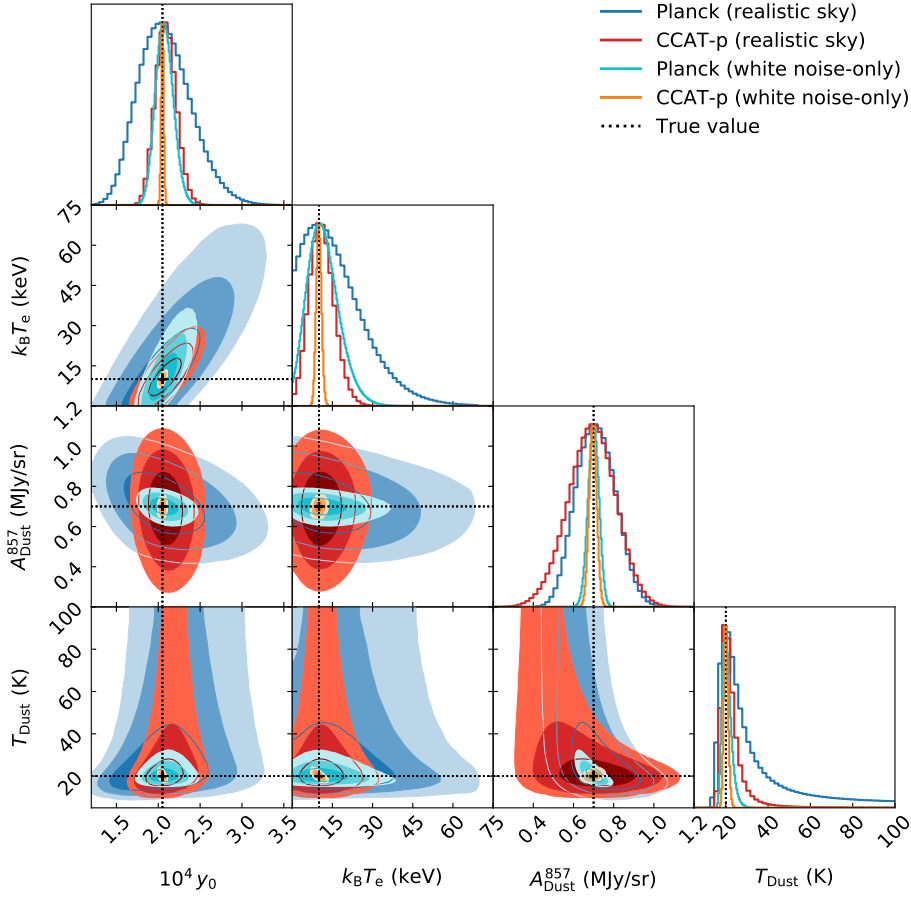 Planck (realistic sky)
CCAT-p (realistic sky)
Planck (white noise-only)
CCAT-p (white noise-only)
True value
75
60
45
30
15
k_B T_e (keV)
1.2
1.0
0.8
0.6
0.4
A_Dust^857 (MJy/sr)
100
80
60
40
20
T_Dust (K)
1.5 2.0 2.5 3.0 3.5 15 30 45 60 75 0.4 0.6 0.8 1.0 1.2 20 40 60 80 100
10^4 y_0 k_B T_e (keV) A_Dust^857 (MJy/sr) T_Dust (K)